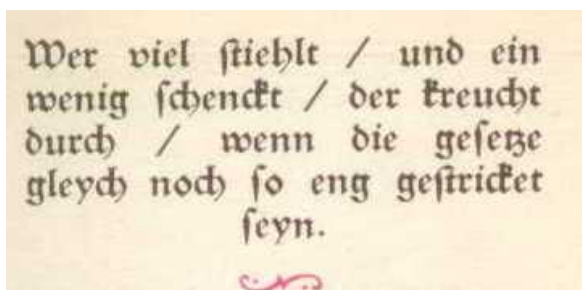 Wer viel stiehlt / und ein
wenig schenckt / der kreucht
durch / wenn die gesetze
gleych noch so eng gestricket
seyn.